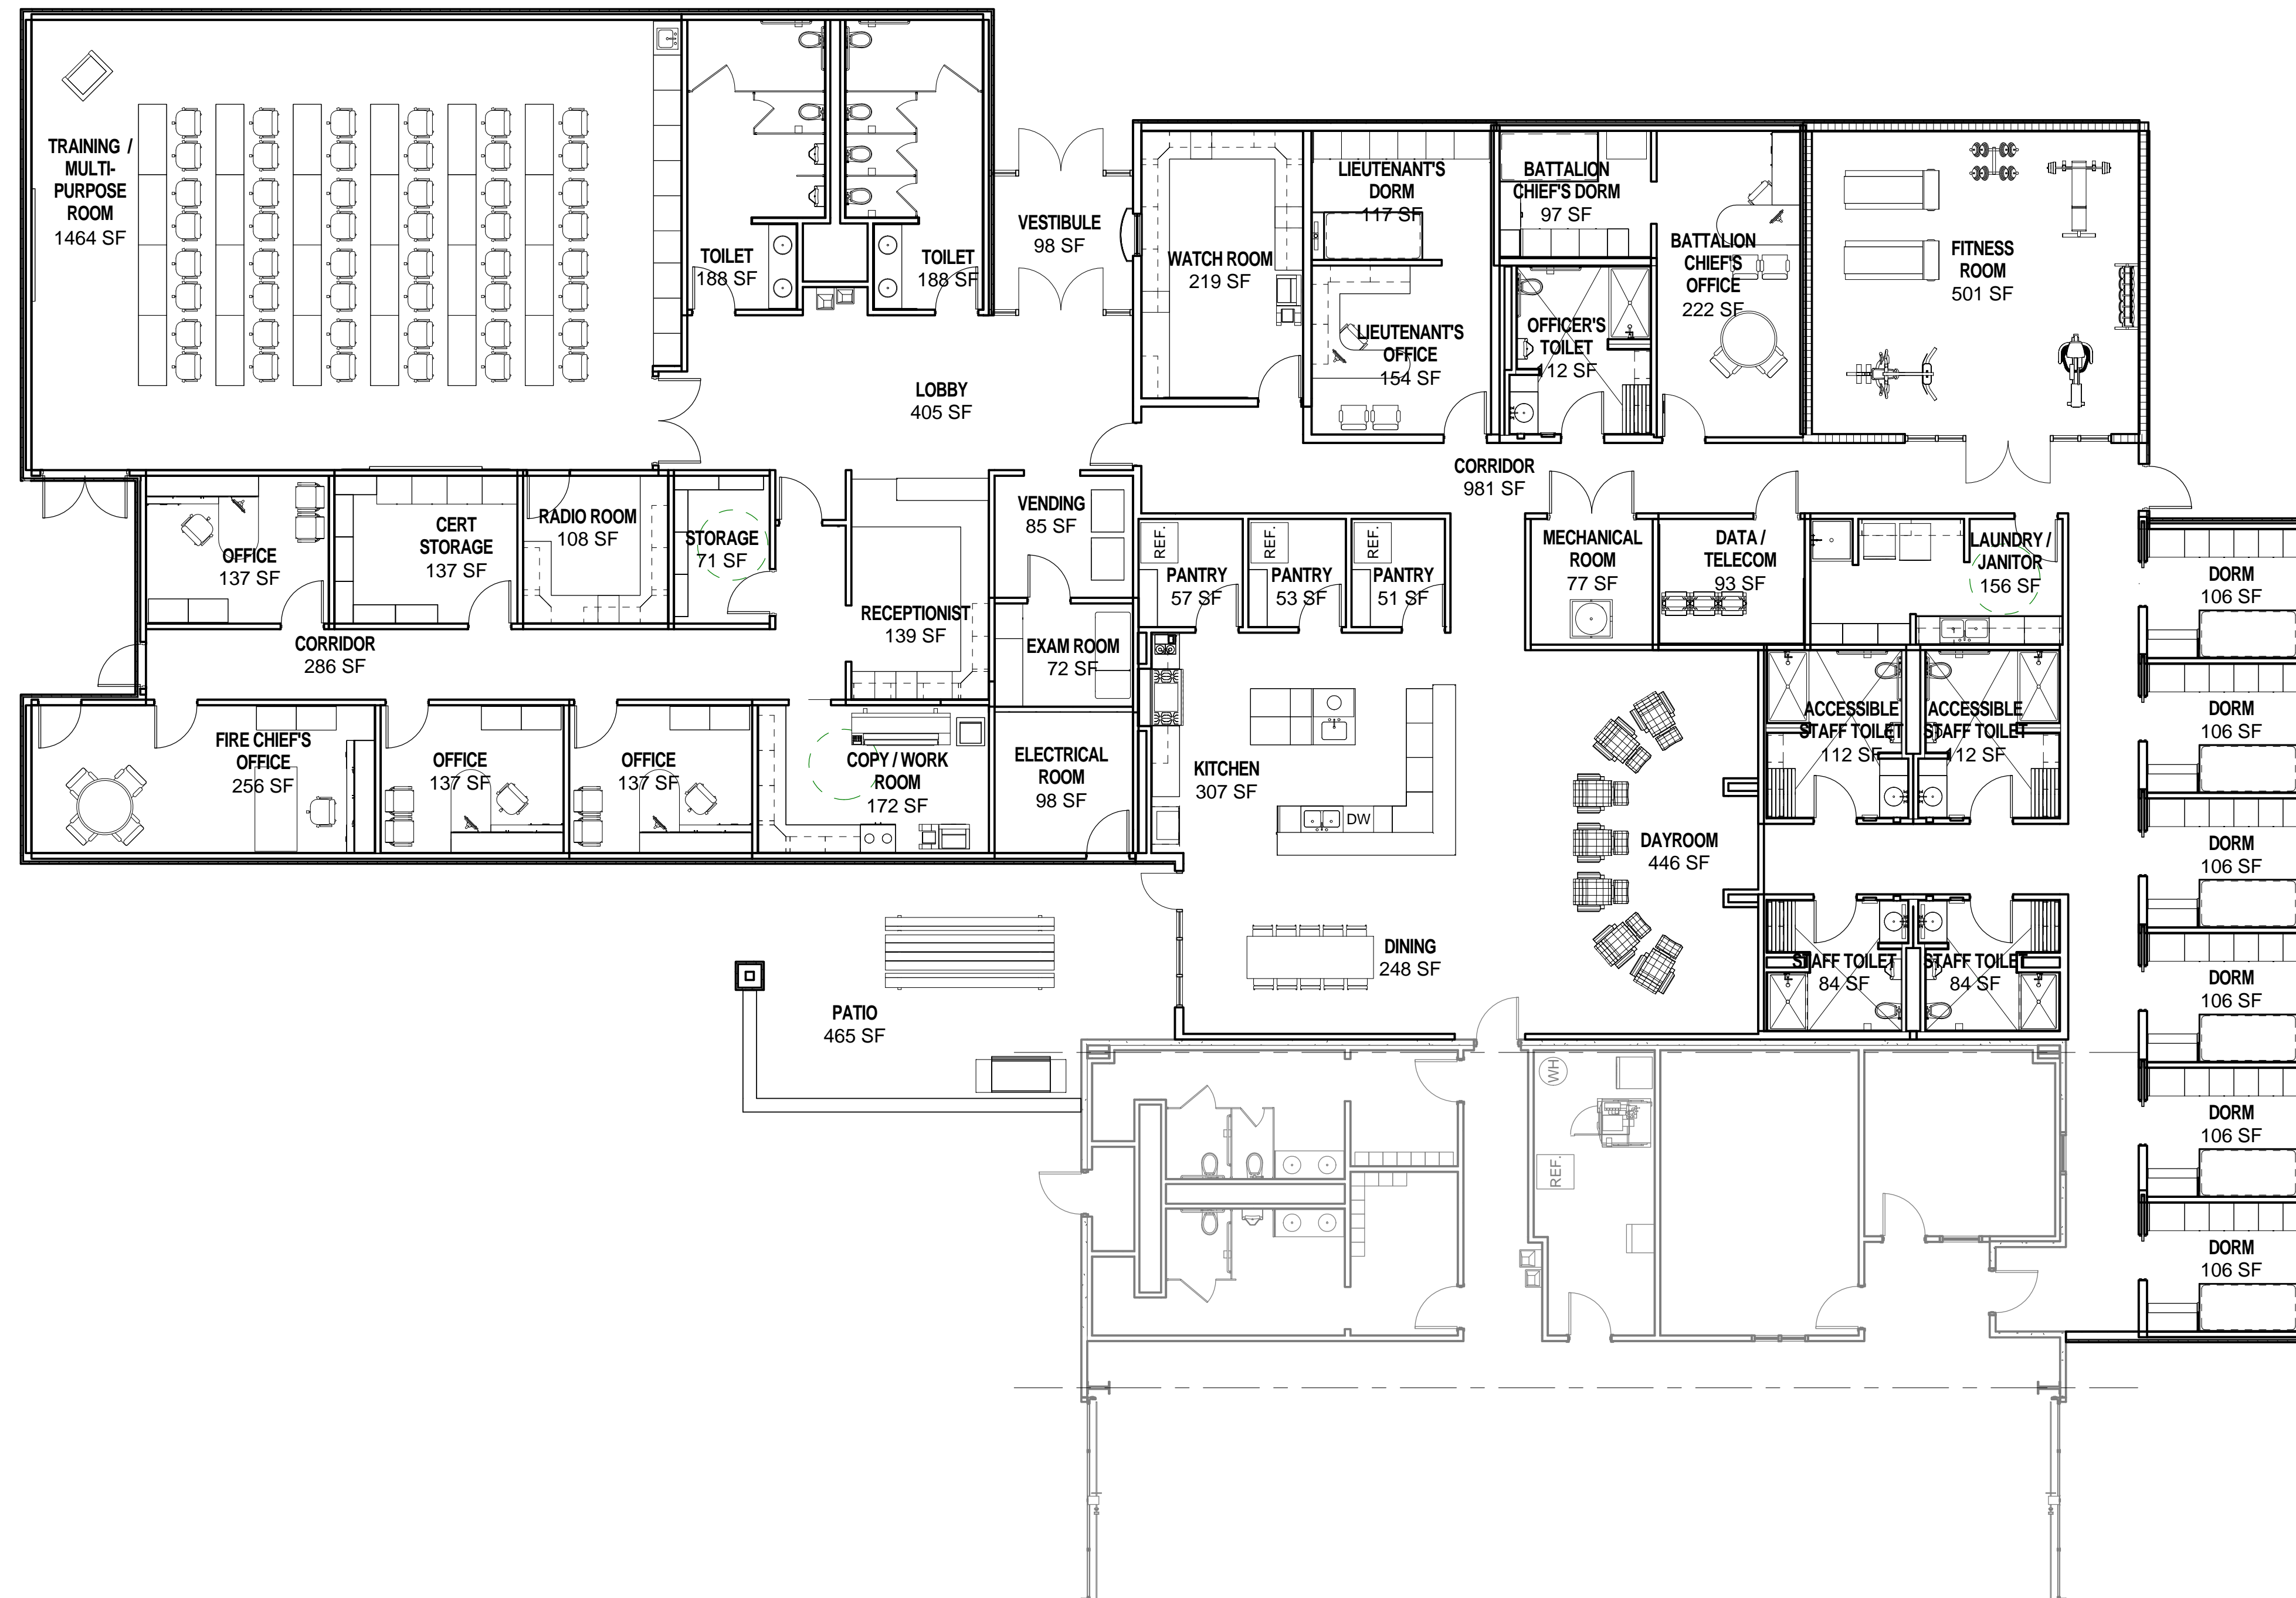 TRAINING /
MULTI-
PURPOSE
ROOM
1464 SF
TOILET
188 SF
TOILET
188 SF
VESTIBULE
98 SF
LOBBY
405 SF
WATCH ROOM
219 SF
LIEUTENANT'S
DORM
117 SF
LIEUTENANT'S
OFFICE
154 SF
BATTALION
CHIEF'S DORM
97 SF
OFFICER'S
TOILET
112 SF
BATTALION
CHIEF'S
OFFICE
222 SF
FITNESS
ROOM
501 SF
CORRIDOR
981 SF
OFFICE
137 SF
CERT
STORAGE
137 SF
RADIO ROOM
108 SF
STORAGE
71 SF
RECEPTIONIST
139 SF
VENDING
85 SF
EXAM ROOM
72 SF
CORRIDOR
286 SF
REF.
PANTRY
57 SF
REF.
PANTRY
53 SF
REF.
PANTRY
51 SF
MECHANICAL
ROOM
77 SF
DATA /
TELECOM
93 SF
LAUNDRY /
JANITOR
156 SF
DORM
106 SF
DORM
106 SF
DORM
106 SF
DORM
106 SF
DORM
106 SF
DORM
106 SF
FIRE CHIEF'S
OFFICE
256 SF
OFFICE
137 SF
OFFICE
137 SF
COPY / WORK
ROOM
172 SF
ELECTRICAL
ROOM
98 SF
KITCHEN
307 SF
DW
DAYROOM
446 SF
ACCESSIBLE
STAFF TOILET
112 SF
ACCESSIBLE
STAFF TOILET
112 SF
DINING
248 SF
STAFF TOILET
84 SF
STAFF TOILET
84 SF
PATIO
465 SF
WH
REF.